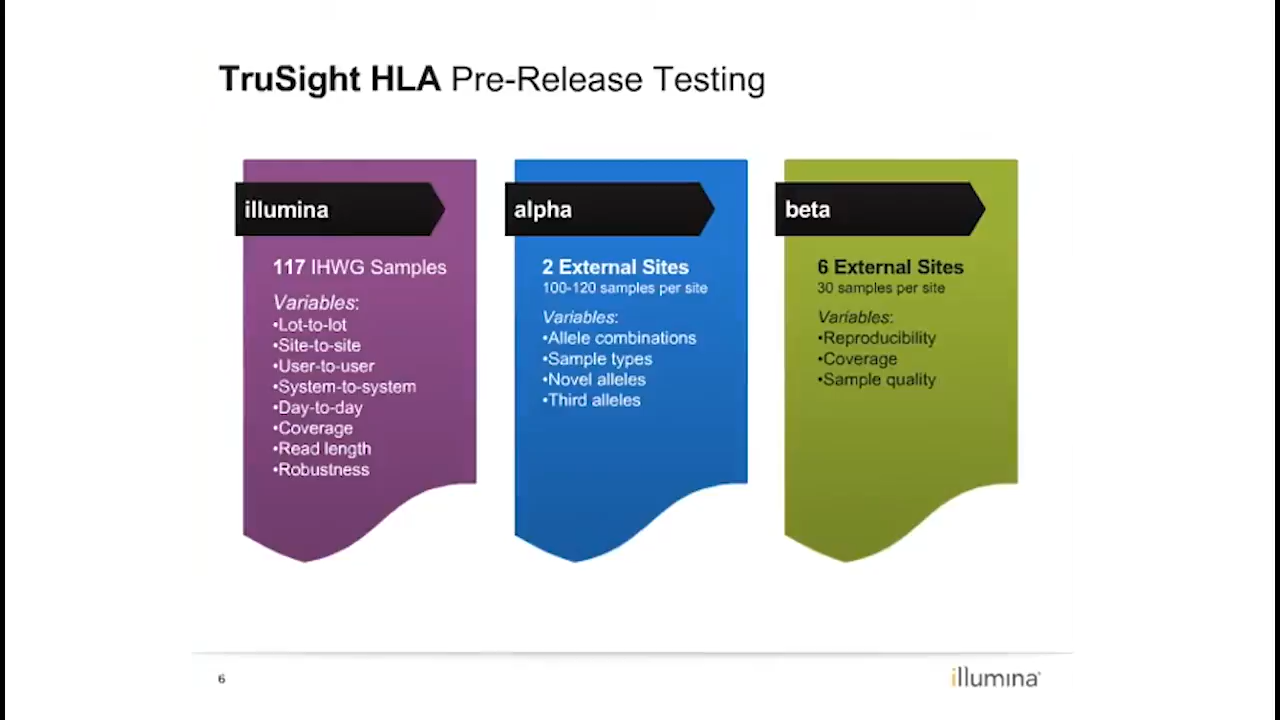 TruSight HLA Pre-Release Testing
illumina
117 IHWG Samples
Variables:
•Lot-to-lot
•Site-to-site
•User-to-user
•System-to-system
•Day-to-day
•Coverage
•Read length
•Robustness
alpha
2 External Sites
100-120 samples per site
Variables:
•Allele combinations
•Sample types
•Novel alleles
•Third alleles
beta
6 External Sites
30 samples per site
Variables:
•Reproducibility
•Coverage
•Sample quality
6
illumina